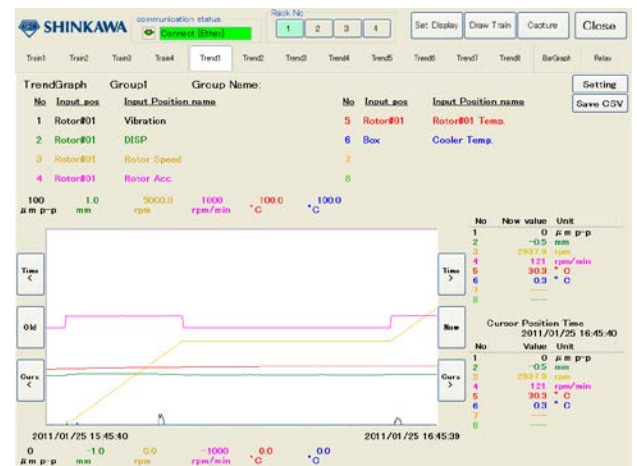 SHINKAWA
communication status
Connect [Ether]
Rack No
1 2 3 4
Set Display Draw Train Capture Close
Train1 Train2 Train3 Train4 Trend1 Trend2 Trend3 Trend4 Trend5 Trend6 Trend7 Trend8 BarGraph Relay
TrendGraph Group1 Group Name: Setting
No Input pos Input Position name No Input pos Input Position name Save CSV
1 Rotor#01 Vibration 5 Rotor#01 Rotor#01 Temp.
2 Rotor#01 DISP 6 Box Cooler Temp.
3 Rotor#01 Rotor Speed 7
4 Rotor#01 Rotor Acc. 8
100 1.0 5000.0 1000 100.0 100.0
μm p-p mm rpm rpm/min °C °C
No Now value Unit
1 0 μm p-p
2 -0.5 mm
3 2997.9 rpm
4 121 rpm/min
5 30.3 °C
6 0.3 °C
7 ----
8 ----
Time <
Time >
Old
Now
Curs <
Curs >
Cursor Position Time
2011/01/25 16:45:40
No Value Unit
1 0 μm p-p
2 -0.5 mm
3 2997.9 rpm
4 121 rpm/min
5 30.3 °C
6 0.3 °C
7 ----
8 ----
2011/01/25 15:45:40 2011/01/25 16:45:39
0 -1.0 0.0 -1000 0.0 0.0
μm p-p mm rpm rpm/min °C °C